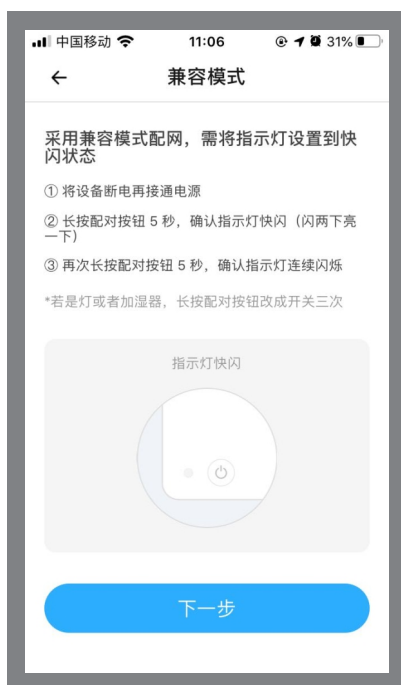 中国移动 11:06 31%
兼容模式
采用兼容模式配网，需将指示灯设置到快
闪状态
① 将设备断电再接通电源
② 长按配对按钮 5 秒，确认指示灯快闪（闪两下亮
一下)
③ 再次长按配对按钮 5 秒，确认指示灯连续闪烁
*若是灯或者加湿器，长按配对按钮改成开关三次
指示灯快闪
下一步